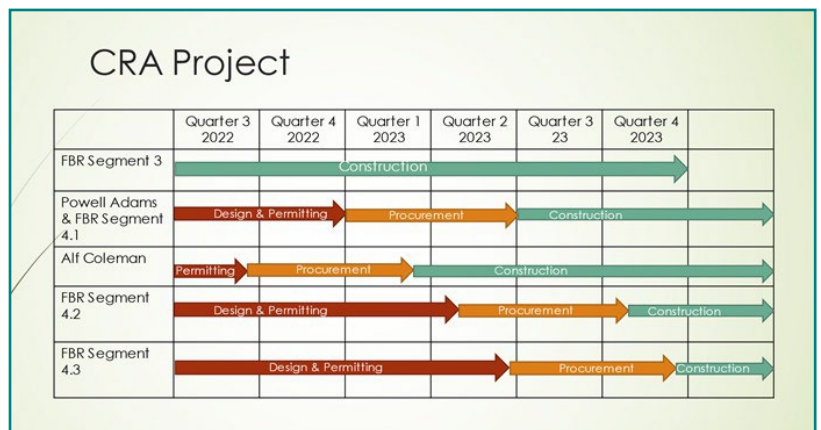 CRA Project
Quarter 3 2022
Quarter 4 2022
Quarter 1 2023
Quarter 2 2023
Quarter 3 23
Quarter 4 2023
FBR Segment 3
Construction
Powell Adams
& FBR Segment
4.1
Design & Permitting
Procurement
Construction
Alf Coleman
Permitting
Procurement
Construction
FBR Segment
4.2
Design & Permitting
Procurement
Construction
FBR Segment
4.3
Design & Permitting
Procurement
Construction